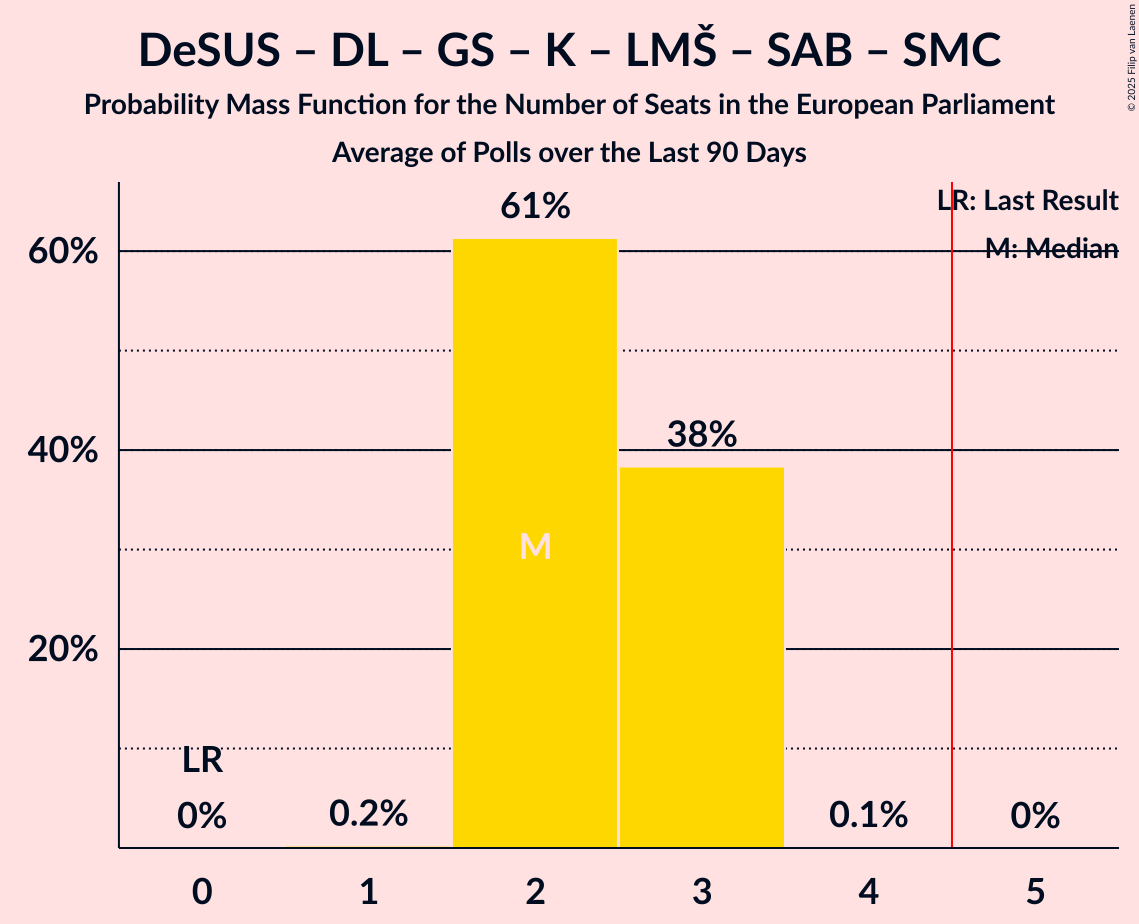 DeSUS – DL – GS – K – LMŠ – SAB – SMC
Probability Mass Function for the Number of Seats in the European Parliament
Average of Polls over the Last 90 Days
© 2025 Filip van Laenen
LR: Last Result
M: Median
61%
60%
38%
40%
M
20%
LR
0%
0.2%
0.1%
0%
0
1
2
3
4
5